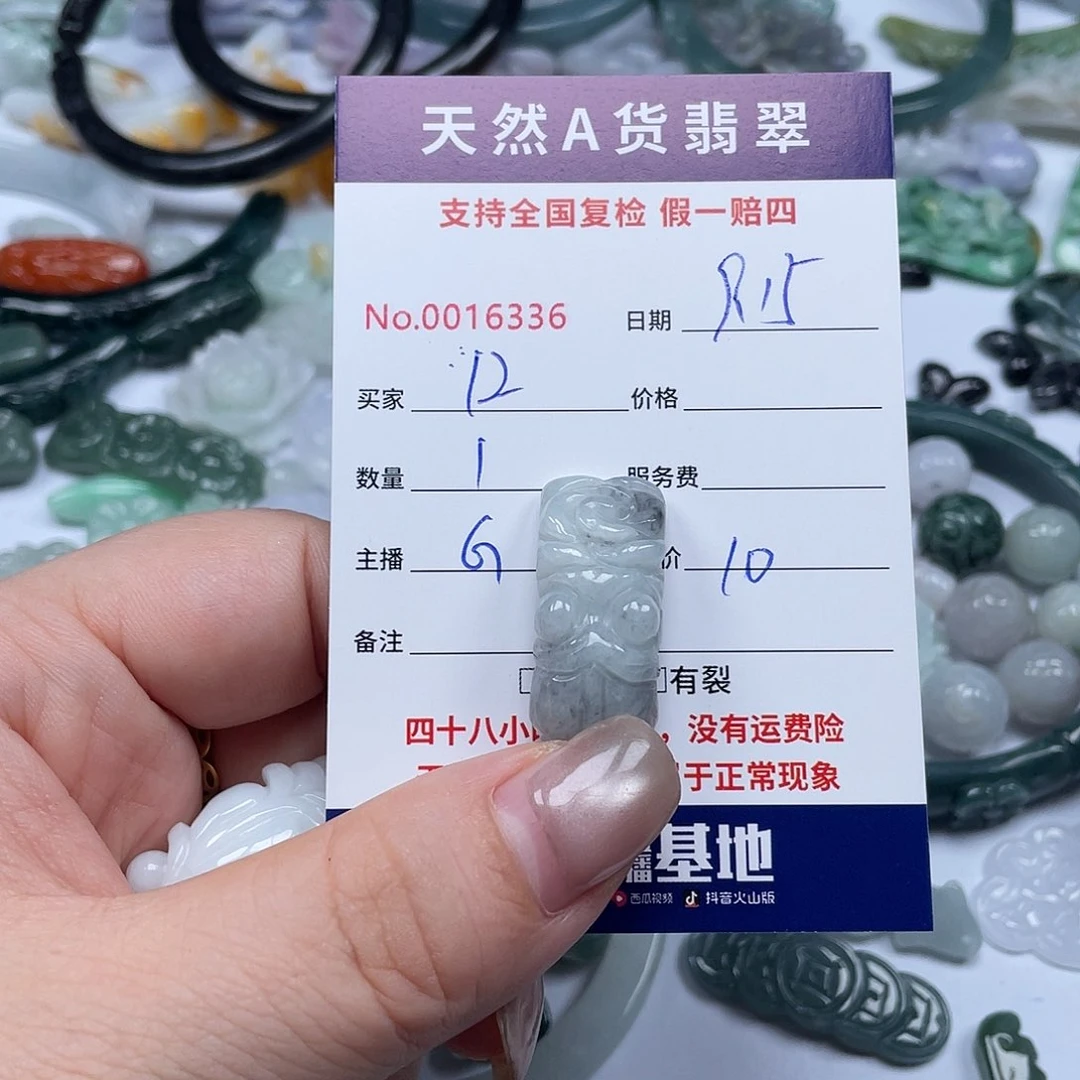 天然A货翡翠
支持全国复检 假一赔四
No.0016336 日期
买家 12 价格
数量 1 服务费
主播 G 价 10
备注
有裂
四十八小 ,没有运费险
于正常现象
播基地
西瓜视频 抖音火山版